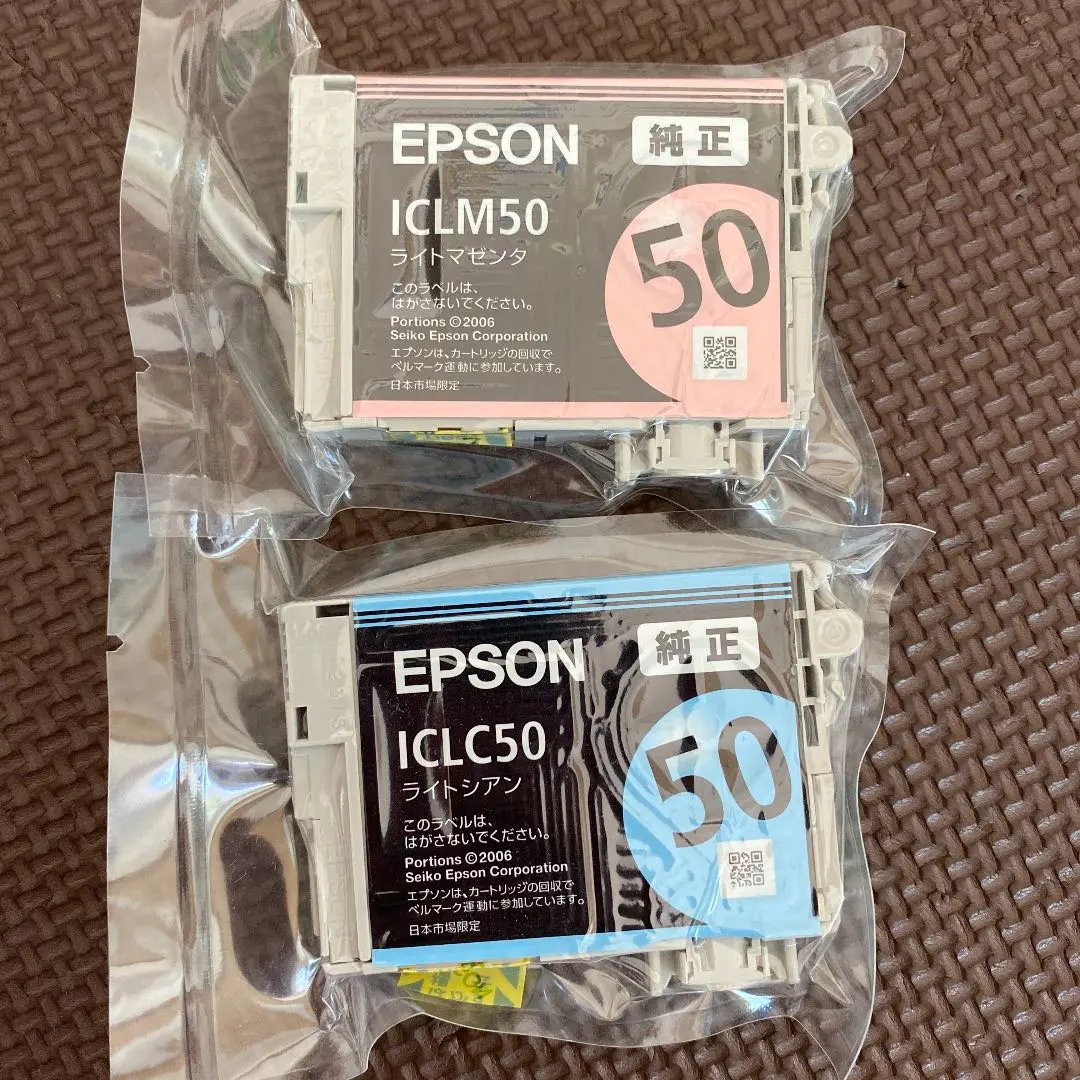 EPSON 純正
ICLM50
ライトマゼンタ
50
このラベルは、
はがさないでください。
Portions ©2006
Seiko Epson Corporation
エプソンは、カートリッジの回収で
ベルマーク運動に参加しています。
日本市場限定
EPSON 純正
ICLC50
ライトシアン
50
このラベルは、
はがさないでください。
Portions ©2006
Seiko Epson Corporation
エプソンは、カートリッジの回収で
ベルマーク運動に参加しています。
日本市場限定